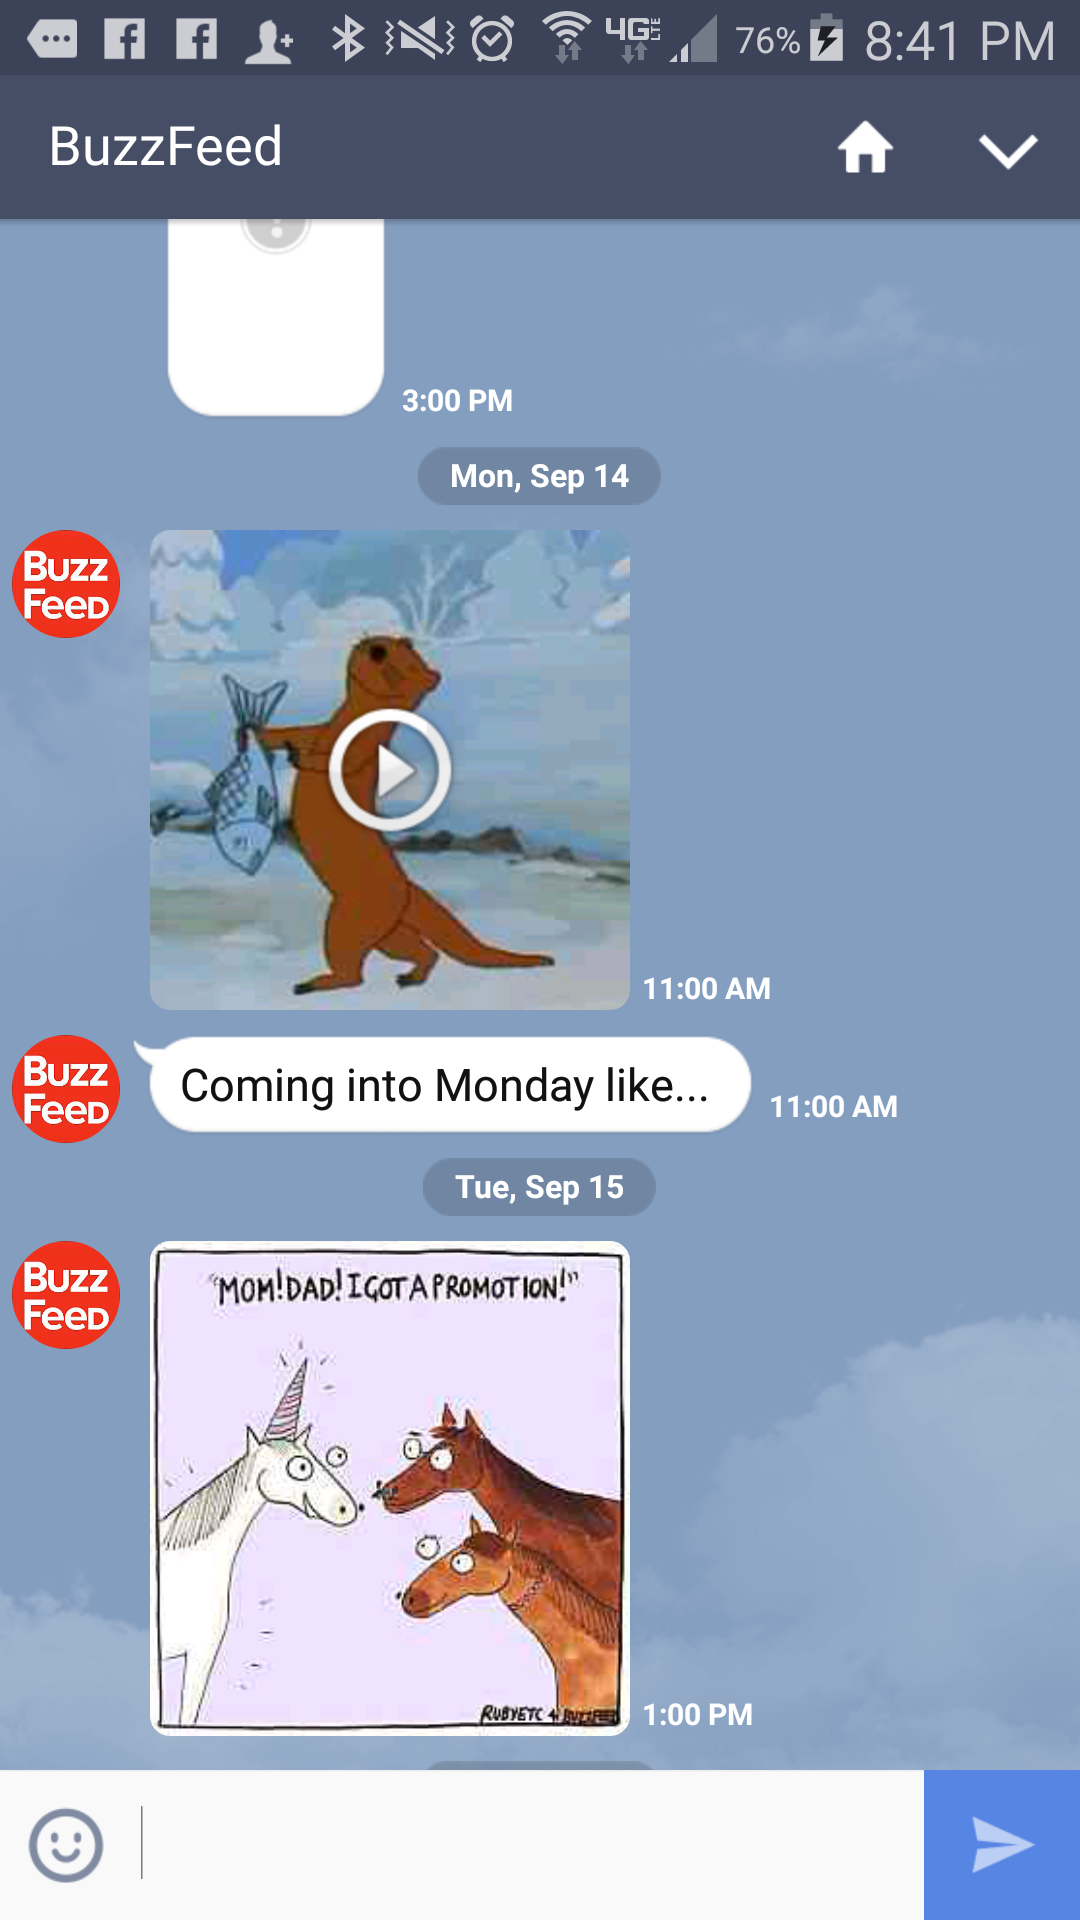 4G LTE 76% 8:41 PM
BuzzFeed
3:00 PM
Mon, Sep 14
Buzz
FeeD
11:00 AM
Buzz
FeeD
Coming into Monday like...
11:00 AM
Tue, Sep 15
Buzz
FeeD
"MOM! DAD! I GOT A PROMOTION!"
RUBYETC 4 BUZZFEED
1:00 PM